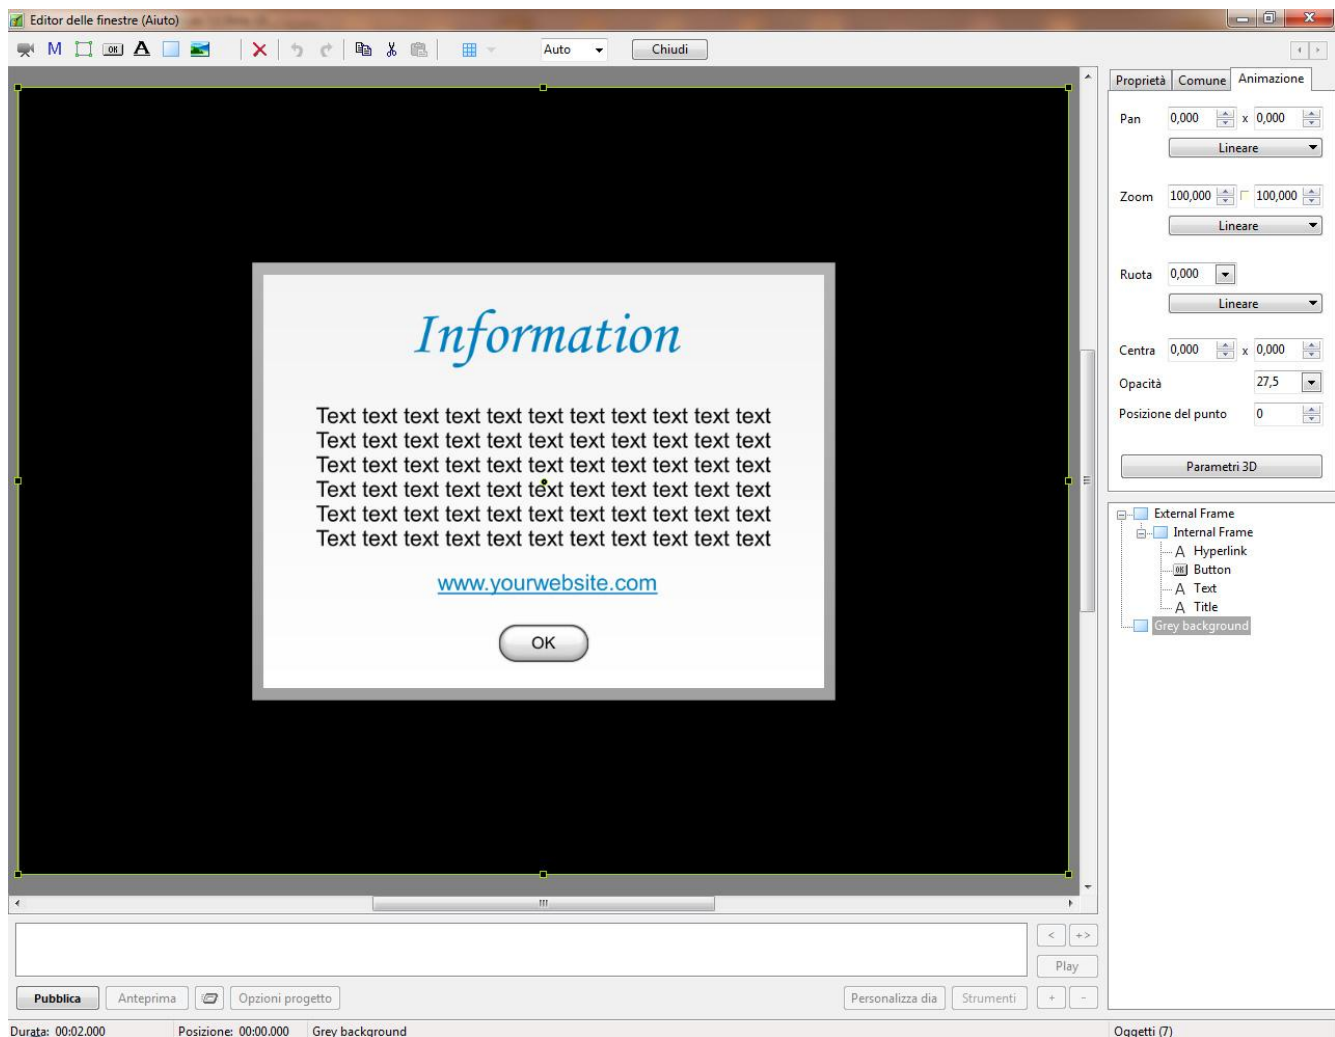 Editor delle finestre (Aiuto)
M OK A Auto Chiudi
Proprietà Comune Animazione
Pan 0,000 x 0,000
Lineare
Zoom 100,000 100,000
Lineare
Ruota 0,000
Lineare
Centra 0,000 x 0,000
Opacità 27,5
Posizione del punto 0
Parametri 3D
Information
Text text text text text text text text text text text
Text text text text text text text text text text text
Text text text text text text text text text text text
Text text text text text text text text text text text
Text text text text text text text text text text text
Text text text text text text text text text text text
www.yourwebsite.com
OK
External Frame
Internal Frame
A Hyperlink
OK Button
A Text
A Title
Grey background
< +>
Play
Pubblica Anteprima Opzioni progetto Personalizza dia Strumenti + -
Durata: 00:02.000 Posizione: 00:00.000 Grey background Oggetti (7)